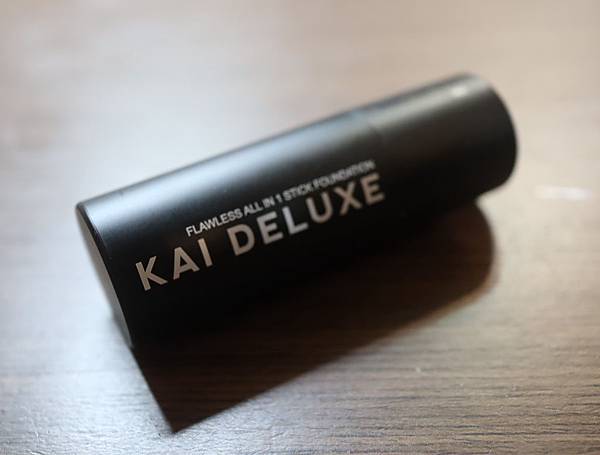 FLAWLESS ALL IN 1 STICK FOUNDATION
KAI DELUXE